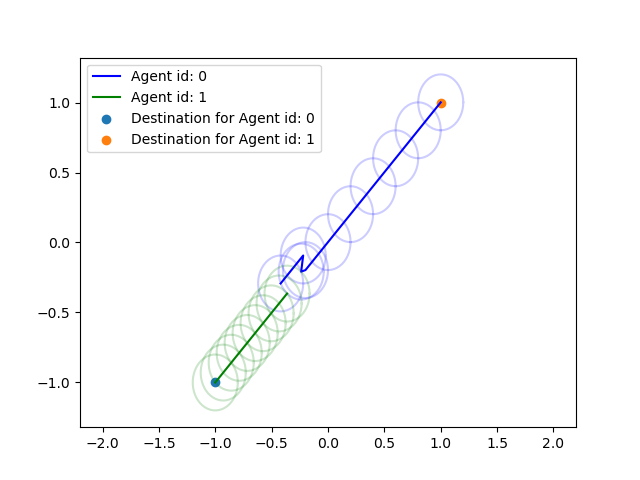 Agent id: 0
Agent id: 1
Destination for Agent id: 0
Destination for Agent id: 1
1.0
0.5
0.0
−0.5
−1.0
−2.0 −1.5 −1.0 −0.5 0.0 0.5 1.0 1.5 2.0